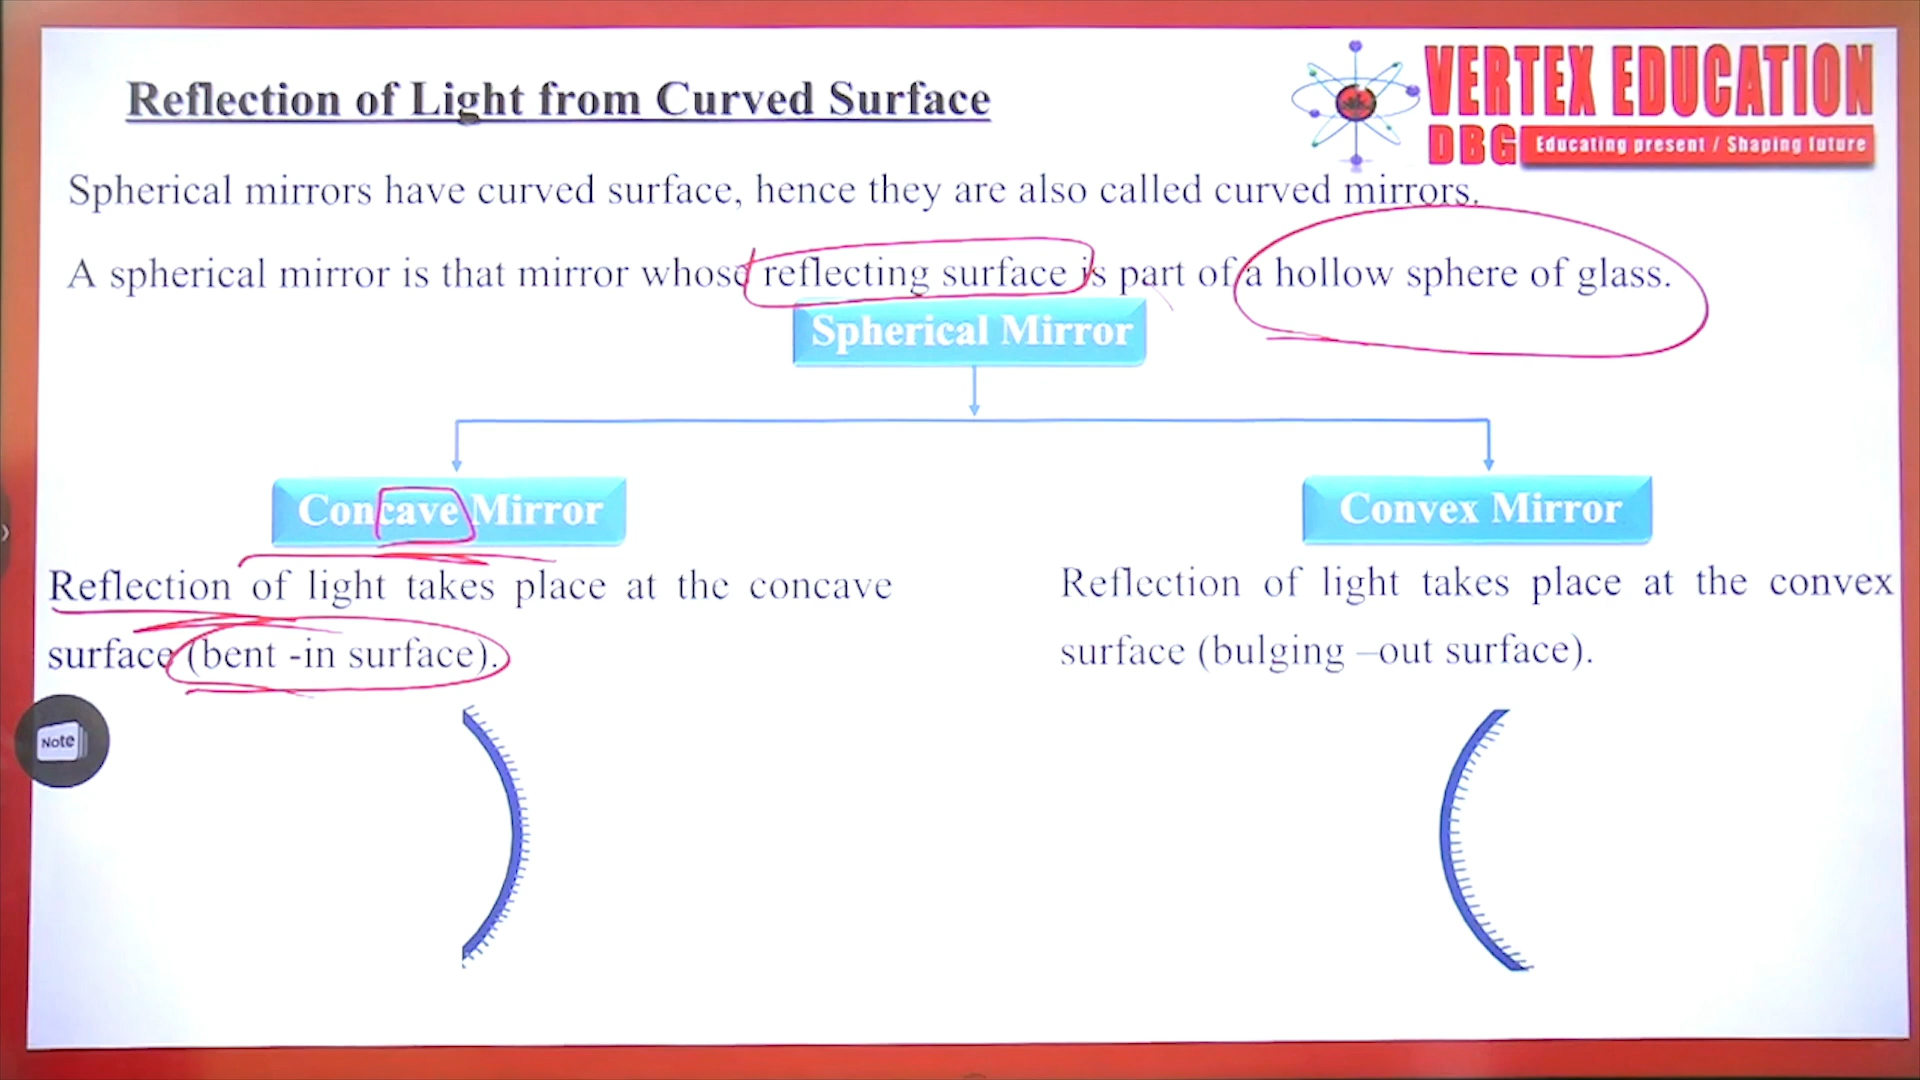 Reflection of Light from Curved Surface
VERTEX EDUCATION
DBG Educating present / Shaping future
Spherical mirrors have curved surface, hence they are also called curved mirrors.
A spherical mirror is that mirror whose reflecting surface is part of a hollow sphere of glass.
Spherical Mirror
Concave Mirror
Convex Mirror
Reflection of light takes place at the concave
surface (bent -in surface).
Reflection of light takes place at the convex
surface (bulging –out surface).
Note